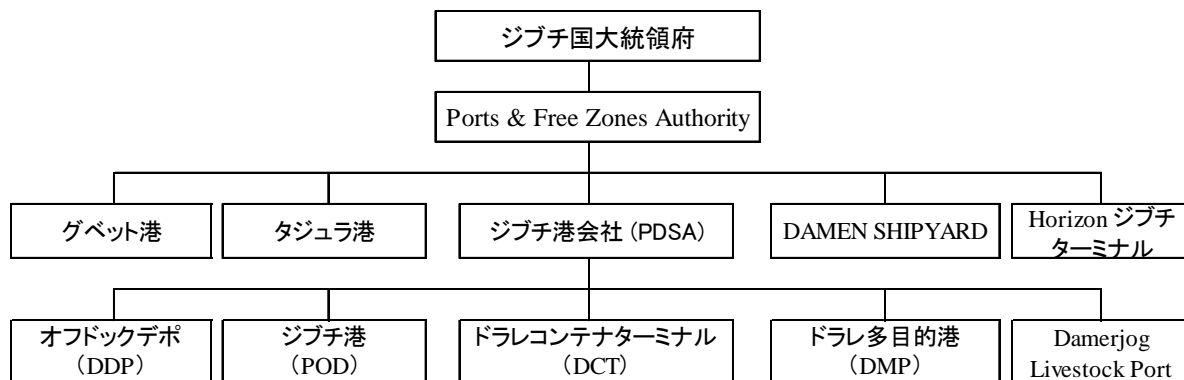 ジブチ国大統領府
Ports & Free Zones Authority
グベット港
タジュラ港
ジブチ港会社 (PDSA)
DAMEN SHIPYARD
Horizon ジブチ
ターミナル
オフドックデポ
（DDP）
ジブチ港
（POD）
ドラレコンテナターミナル
（DCT）
ドラレ多目的港
（DMP）
Damerjog
Livestock Port